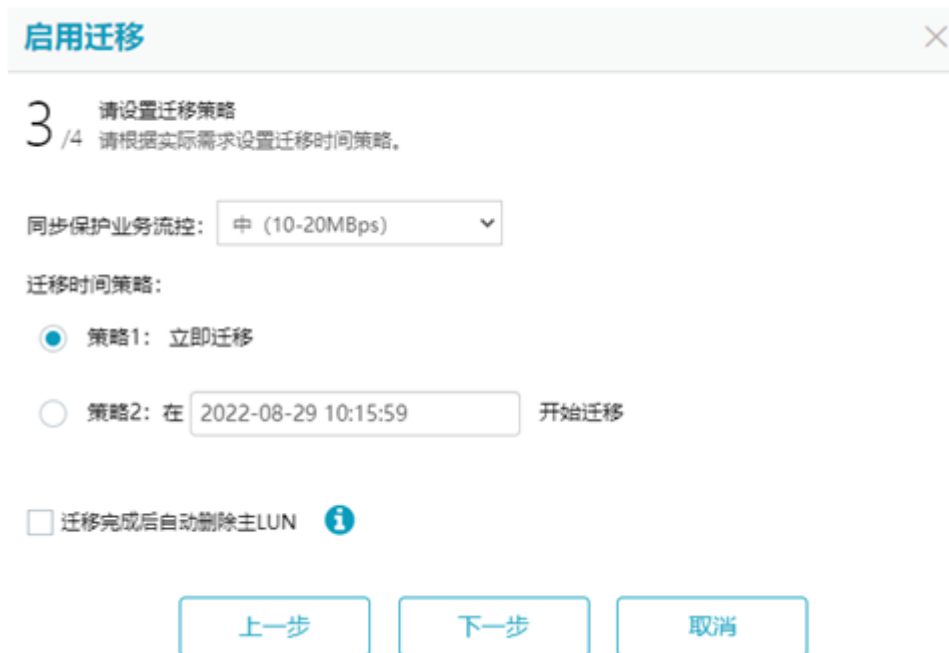 启用迁移
3/4 请设置迁移策略
请根据实际需求设置迁移时间策略。
同步保护业务流控： 中 (10-20MBps)
迁移时间策略：
策略1： 立即迁移
策略2：在 2022-08-29 10:15:59 开始迁移
迁移完成后自动删除主LUN
上一步 下一步 取消